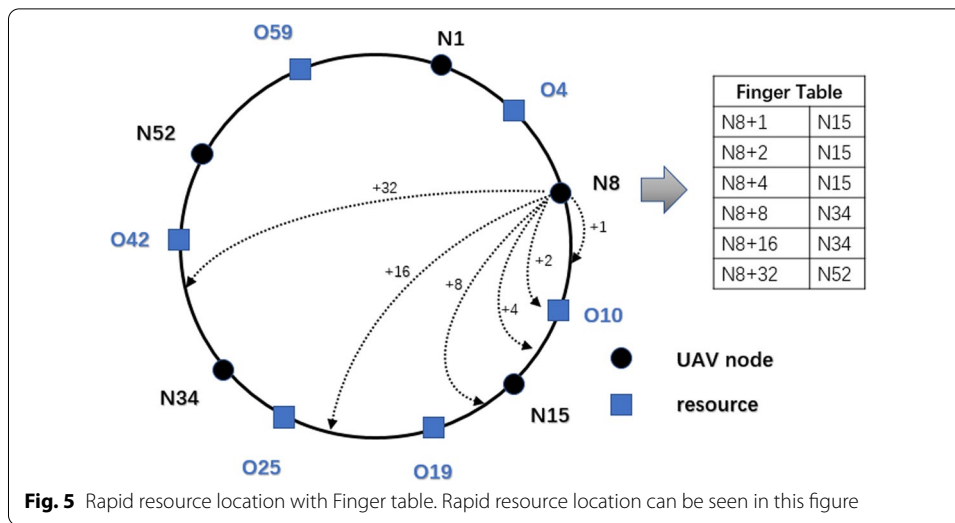 O59
N1
O4
N52
N8
O42
+32
+1
+16
+2
+8
+4
O10
N34
N15
O25
O19
Finger Table
N8+1 N15
N8+2 N15
N8+4 N15
N8+8 N34
N8+16 N34
N8+32 N52
UAV node
resource
Fig. 5 Rapid resource location with Finger table. Rapid resource location can be seen in this figure